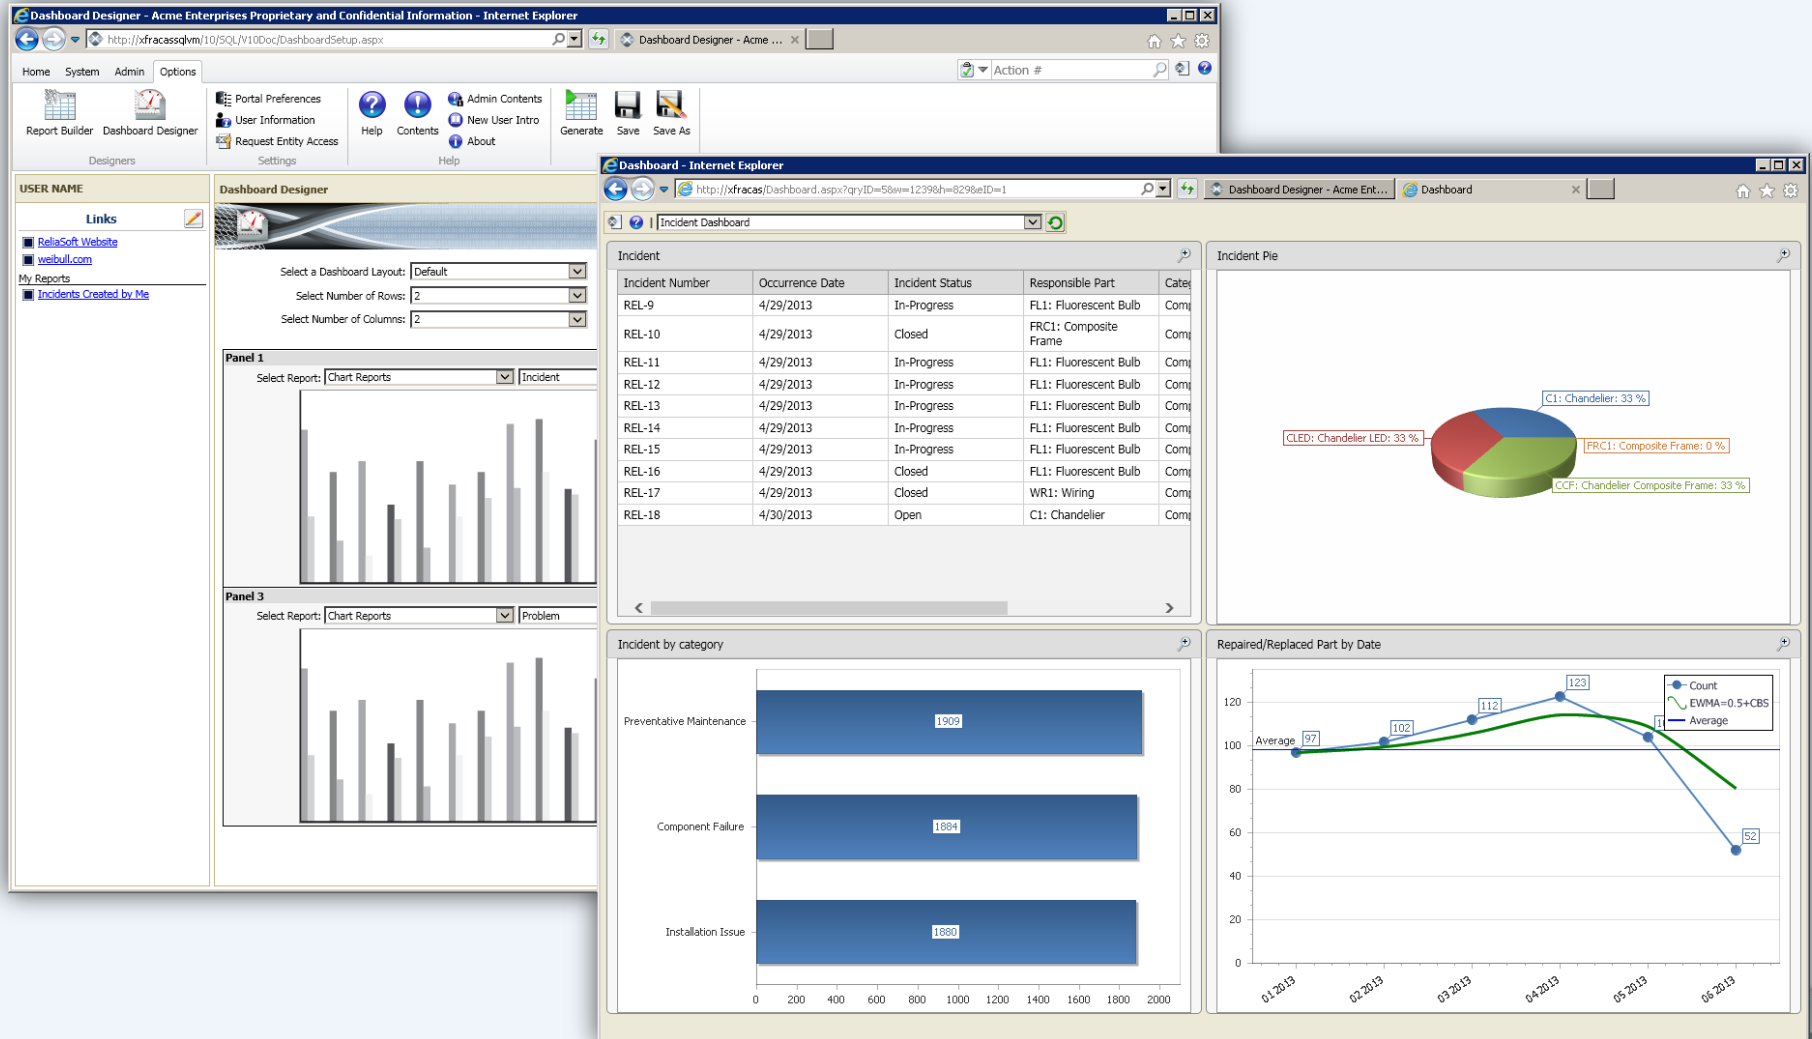 Dashboard Designer - Acme Enterprises Proprietary and Confidential Information - Internet Explorer
http://xfracassqlvm/10/SQL/V10Doc/DashboardSetup.aspx
Dashboard Designer - Acme ...
Home System Admin Options
Action #
Report Builder
Dashboard Designer
Designers
Portal Preferences
User Information
Request Entity Access
Settings
Help
Contents
Admin Contents
New User Intro
About
Help
Generate
Save
Save As
USER NAME
Links
ReliaSoft Website
weibull.com
My Reports
Incidents Created by Me
Dashboard Designer
Select a Dashboard Layout: Default
Select Number of Rows: 2
Select Number of Columns: 2
Panel 1
Select Report: Chart Reports Incident
Panel 3
Select Report: Chart Reports Problem
Dashboard - Internet Explorer
http://xfracas/Dashboard.aspx?qryID=5&w=1239&h=829&eID=1
Dashboard Designer - Acme Ent...
Dashboard
Incident Dashboard
Incident
Incident Number Occurrence Date Incident Status Responsible Part Categ
REL-9 4/29/2013 In-Progress FL1: Fluorescent Bulb Comp
REL-10 4/29/2013 Closed FRC1: Composite Frame Comp
REL-11 4/29/2013 In-Progress FL1: Fluorescent Bulb Comp
REL-12 4/29/2013 In-Progress FL1: Fluorescent Bulb Comp
REL-13 4/29/2013 In-Progress FL1: Fluorescent Bulb Comp
REL-14 4/29/2013 In-Progress FL1: Fluorescent Bulb Comp
REL-15 4/29/2013 In-Progress FL1: Fluorescent Bulb Comp
REL-16 4/29/2013 Closed FL1: Fluorescent Bulb Comp
REL-17 4/29/2013 Closed WR1: Wiring Comp
REL-18 4/30/2013 Open C1: Chandelier Comp
Incident Pie
C1: Chandelier: 33 %
CLED: Chandelier LED: 33 %
FRC1: Composite Frame: 0 %
CCF: Chandelier Composite Frame: 33 %
Incident by category
Preventative Maintenance 1909
Component Failure 1884
Installation Issue 1880
0 200 400 600 800 1000 1200 1400 1600 1800 2000
Repaired/Replaced Part by Date
Count
EWMA=0.5+CBS
Average
120
100
80
60
40
20
0
Average
97
102
112
123
52
01 2013 02 2013 03 2013 04 2013 05 2013 06 2013